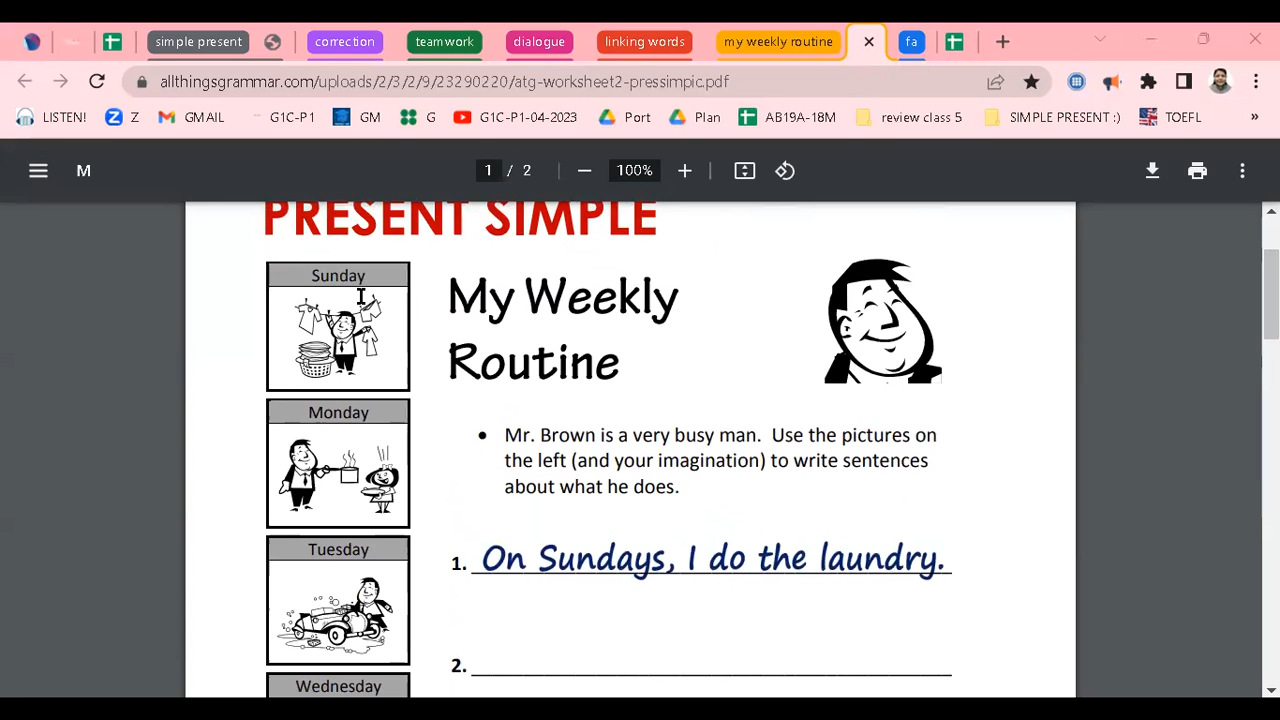 simple present
correction
teamwork
dialogue
linking words
my weekly routine
fa
allthingsgrammar.com/uploads/2/3/2/9/23290220/atg-worksheet2-pressimpic.pdf
LISTEN!
Z
GMAIL
G1C-P1
GM
G
G1C-P1-04-2023
Port
Plan
AB19A-18M
review class 5
SIMPLE PRESENT :)
TOEFL
»
M
1 / 2
100%
PRESENT SIMPLE
Sunday
My Weekly
Routine
Monday
• Mr. Brown is a very busy man. Use the pictures on
the left (and your imagination) to write sentences
about what he does.
Tuesday
1. On Sundays, I do the laundry.
2.
Wednesday